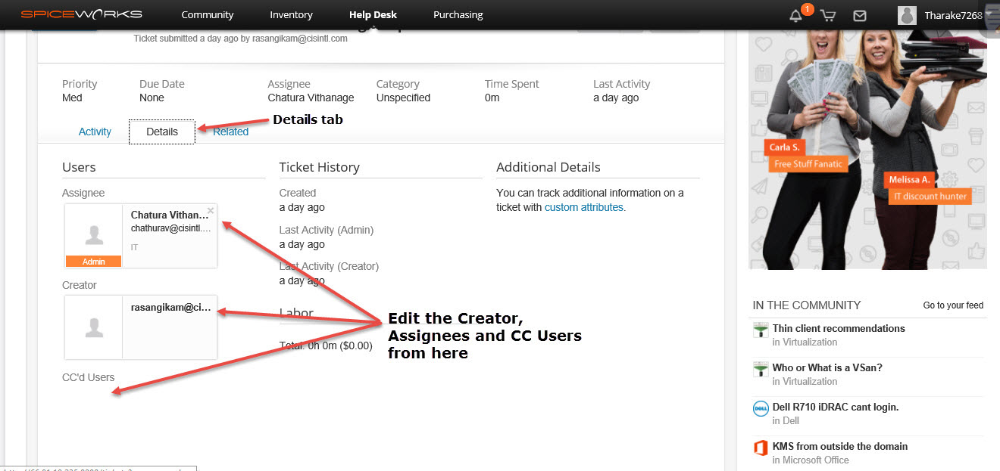 SPICEWORKS
Community
Inventory
Help Desk
Purchasing
1
Tharake7268
Ticket submitted a day ago by rasangikam@cisintl.com
Priority
Med
Due Date
None
Assignee
Chatura Vithanage
Category
Unspecified
Time Spent
0m
Last Activity
a day ago
Activity
Details
Related
Details tab
Users
Assignee
Chatura Vithan...
chathurav@cisintl....
IT
Admin
Creator
rasangikam@ci...
CC'd Users
Ticket History
Created
a day ago
Last Activity (Admin)
a day ago
Last Activity (Creator)
a day ago
Labor
Total: 0h 0m ($0.00)
Edit the Creator,
Assignees and CC Users
from here
Additional Details
You can track additional information on a
ticket with custom attributes.
Carla S.
Free Stuff Fanatic
Melissa A.
IT discount hunter
IN THE COMMUNITY
Go to your feed
Thin client recommendations
in Virtualization
Who or What is a VSan?
in Virtualization
DELL
Dell R710 iDRAC cant login.
in Dell
KMS from outside the domain
in Microsoft Office